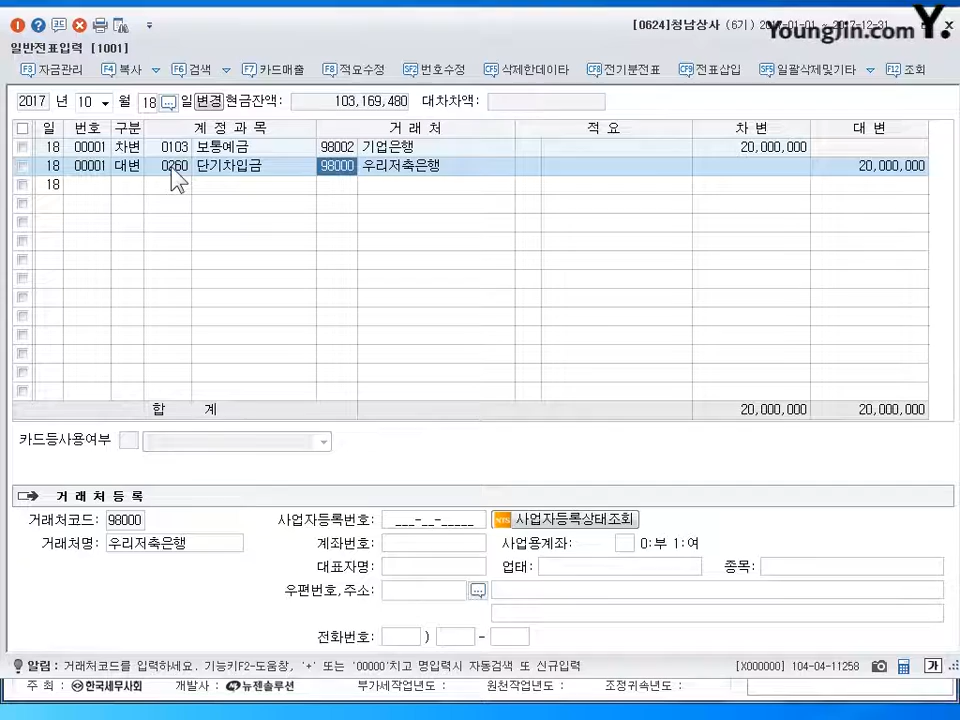 [0624]청남상사 (6기) 2017-01-01 ~ 2017-12-31
YoungJin.com Y.
일반전표입력 [1001]
F3 자금관리 F4 복사 F6 검색 F7 카드매출 F8 적요수정 SF2 번호수정 CF5 삭제한데이타 CF8 전기분전표 CF9 전표삽입 SF5 일괄삭제및기타 F12 조회
2017 년 10 월 18 일 변경 현금잔액: 103,169,480 대차차액:
일 번호 구분 계 정 과 목 거 래 처 적 요 차 변 대 변
18 00001 차변 0103 보통예금 98002 기업은행 20,000,000
18 00001 대변 0260 단기차입금 98000 우리저축은행 20,000,000
18
합 계 20,000,000 20,000,000
카드등사용여부
거 래 처 등 록
거래처코드: 98000 사업자등록번호: ___-__-_____ NTS 사업자등록상태조회
거래처명: 우리저축은행 계좌번호: 사업용계좌: 0:부 1:여
대표자명: 업태: 종목:
우편번호,주소:
전화번호: ) -
알림: 거래처코드를 입력하세요. 기능키F2-도움창, '+' 또는 '00000'치고 명입력시 자동검색 또 신규입력 [X000000] 104-04-11258 가
주 최 : 한국세무사회 개발사 : 뉴젠솔루션 부가세작업년도 : 원천작업년도 : 조정귀속년도 :